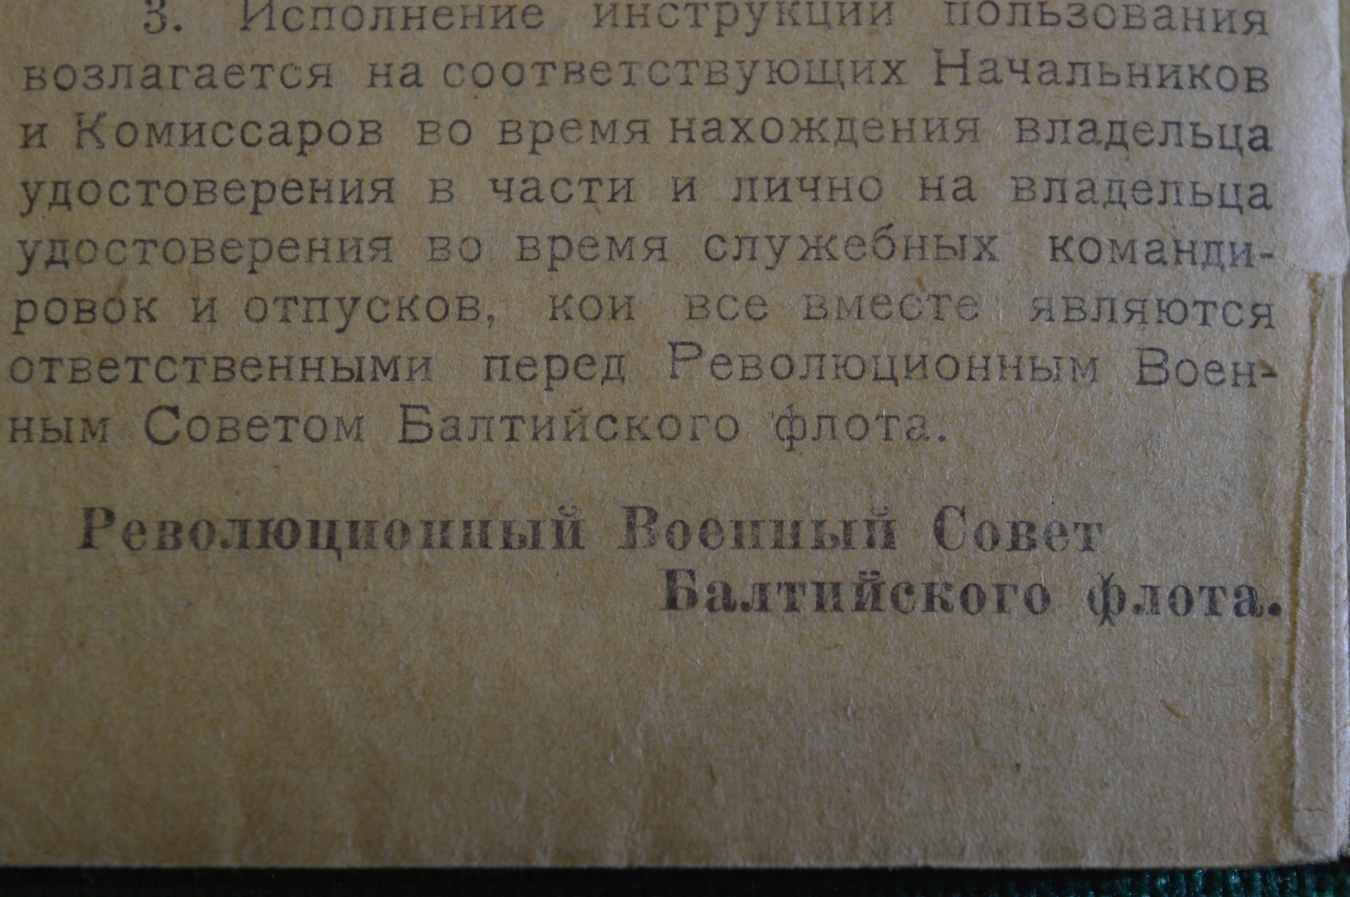 3. Исполнение инструкции пользования
возлагается на соответствующих Начальников
и Комиссаров во время нахождения владельца
удостоверения в части и лично на владельца
удостоверения во время служебных команди-
ровок и отпусков, кои все вместе являются
ответственными перед Революционным Воен-
ным Советом Балтийского флота.
Революционный Военный Совет
Балтийского флота.